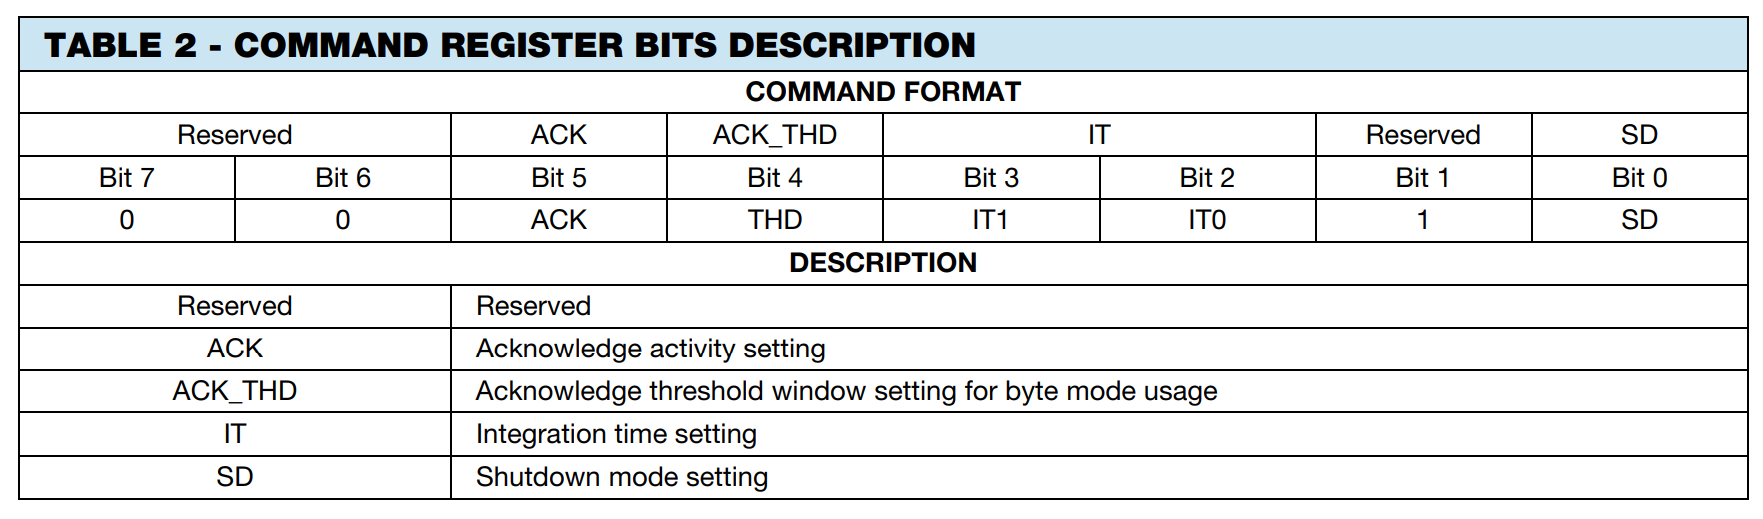 TABLE 2 - COMMAND REGISTER BITS DESCRIPTION
COMMAND FORMAT
Reserved ACK ACK_THD IT Reserved SD
Bit 7 Bit 6 Bit 5 Bit 4 Bit 3 Bit 2 Bit 1 Bit 0
0 0 ACK THD IT1 IT0 1 SD
DESCRIPTION
Reserved Reserved
ACK Acknowledge activity setting
ACK_THD Acknowledge threshold window setting for byte mode usage
IT Integration time setting
SD Shutdown mode setting